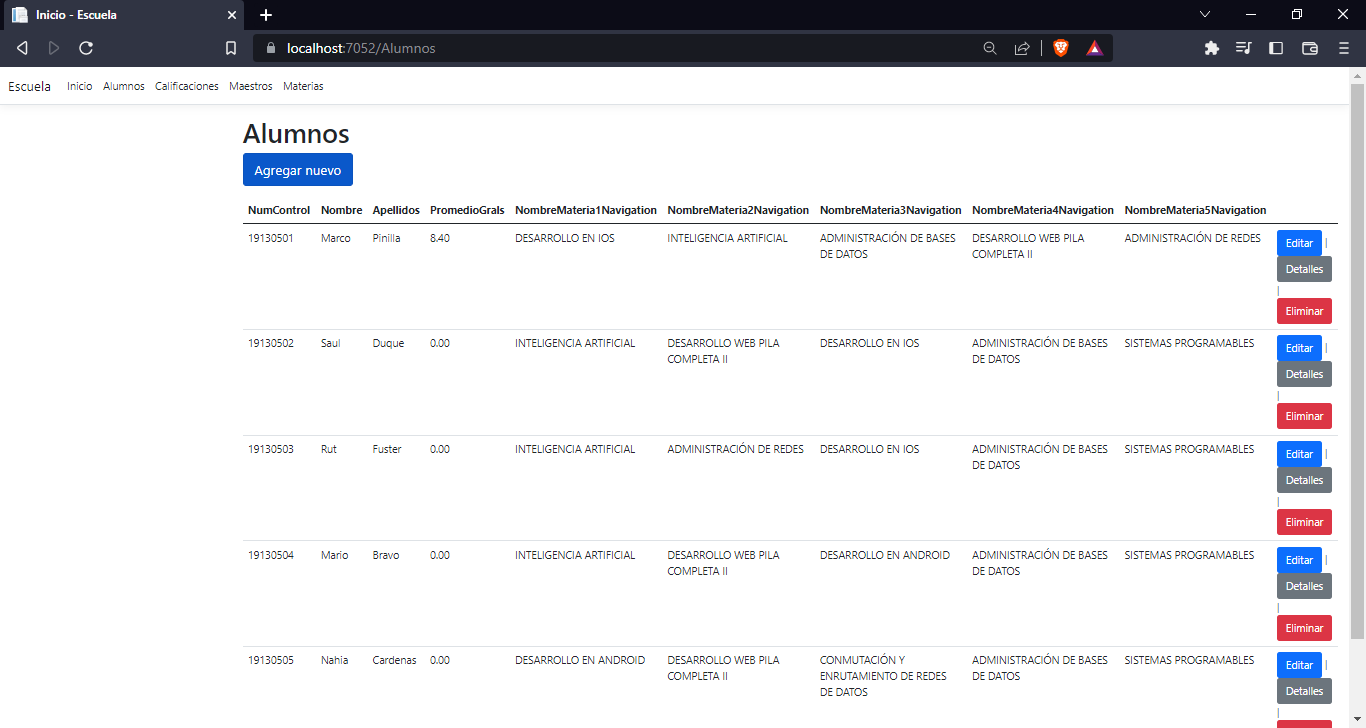 Inicio - Escuela
localhost:7052/Alumnos
Escuela Inicio Alumnos Calificaciones Maestros Materias
Alumnos
Agregar nuevo
NumControl Nombre Apellidos PromedioGrals NombreMateria1Navigation NombreMateria2Navigation NombreMateria3Navigation NombreMateria4Navigation NombreMateria5Navigation
19130501 Marco Pinilla 8.40 DESARROLLO EN IOS INTELIGENCIA ARTIFICIAL ADMINISTRACIÓN DE BASES DESARROLLO WEB PILA ADMINISTRACIÓN DE REDES Editar |
DE DATOS COMPLETA II
Detalles
|
Eliminar
19130502 Saul Duque 0.00 INTELIGENCIA ARTIFICIAL DESARROLLO WEB PILA DESARROLLO EN IOS ADMINISTRACIÓN DE BASES SISTEMAS PROGRAMABLES Editar |
COMPLETA II DE DATOS
Detalles
|
Eliminar
19130503 Rut Fuster 0.00 INTELIGENCIA ARTIFICIAL ADMINISTRACIÓN DE REDES DESARROLLO EN IOS ADMINISTRACIÓN DE BASES SISTEMAS PROGRAMABLES Editar |
DE DATOS
Detalles
|
Eliminar
19130504 Mario Bravo 0.00 INTELIGENCIA ARTIFICIAL DESARROLLO WEB PILA DESARROLLO EN ANDROID ADMINISTRACIÓN DE BASES SISTEMAS PROGRAMABLES Editar |
COMPLETA II DE DATOS
Detalles
|
Eliminar
19130505 Nahia Cardenas 0.00 DESARROLLO EN ANDROID DESARROLLO WEB PILA CONMUTACIÓN Y ADMINISTRACIÓN DE BASES SISTEMAS PROGRAMABLES Editar |
COMPLETA II ENRUTAMIENTO DE REDES DE DATOS
DE DATOS Detalles
|